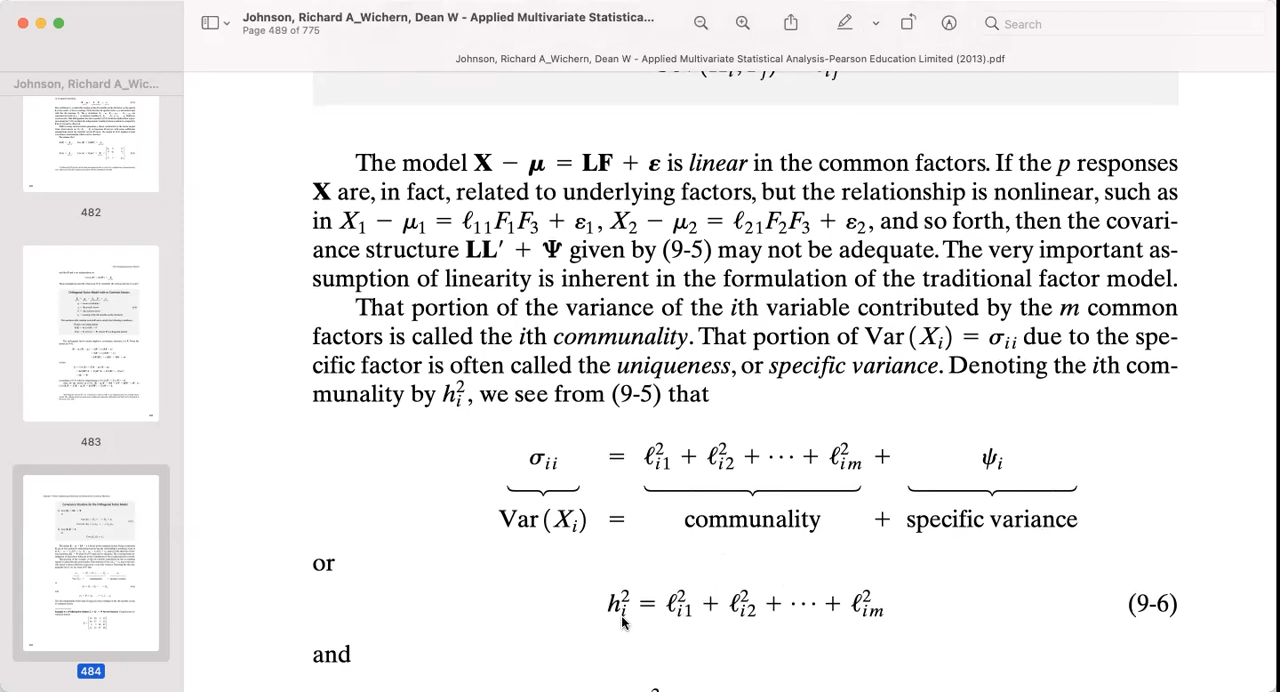 Johnson, Richard A_Wichern, Dean W - Applied Multivariate Statistica...
Page 489 of 775
Search
Johnson, Richard A_Wichern, Dean W - Applied Multivariate Statistical Analysis-Pearson Education Limited (2013).pdf
Johnson, Richard A_Wic...
482
483
484
The model X − μ = LF + ε is linear in the common factors. If the p responses
X are, in fact, related to underlying factors, but the relationship is nonlinear, such as
in X₁ − μ₁ = ℓ₁₁F₁F₃ + ε₁, X₂ − μ₂ = ℓ₂₁F₂F₃ + ε₂, and so forth, then the covari-
ance structure LL′ + Ψ given by (9-5) may not be adequate. The very important as-
sumption of linearity is inherent in the formulation of the traditional factor model.
That portion of the variance of the ith variable contributed by the m common
factors is called the ith communality. That portion of Var (Xᵢ) = σᵢᵢ due to the spe-
cific factor is often called the uniqueness, or specific variance. Denoting the ith com-
munality by hᵢ², we see from (9-5) that
σᵢᵢ = ℓ²ᵢ₁ + ℓ²ᵢ₂ + ⋯ + ℓ²ᵢₘ + ψᵢ
Var (Xᵢ) = communality + specific variance
or
hᵢ² = ℓ²ᵢ₁ + ℓ²ᵢ₂ + ⋯ + ℓ²ᵢₘ (9-6)
and